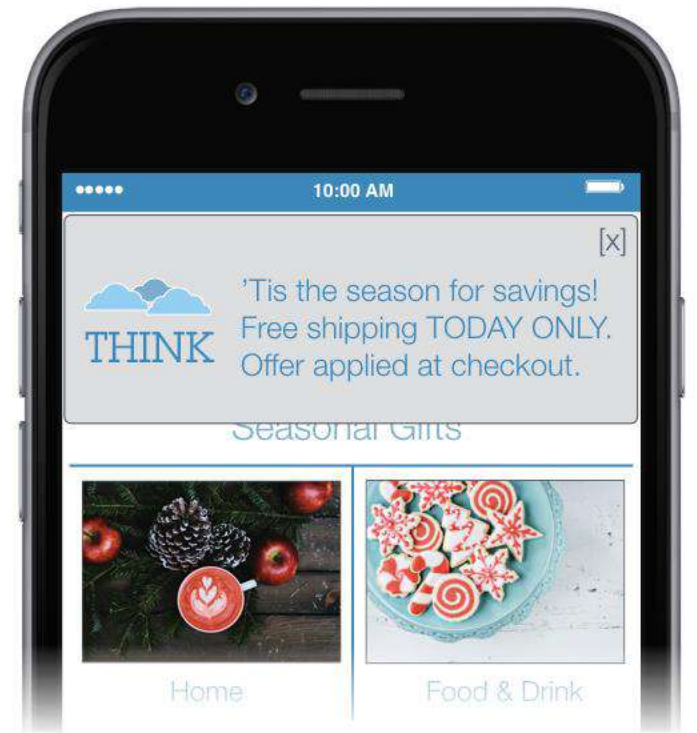 10:00 AM
[x]
THINK
’Tis the season for savings!
Free shipping TODAY ONLY.
Offer applied at checkout.
Seasonal Gifts
Home
Food & Drink